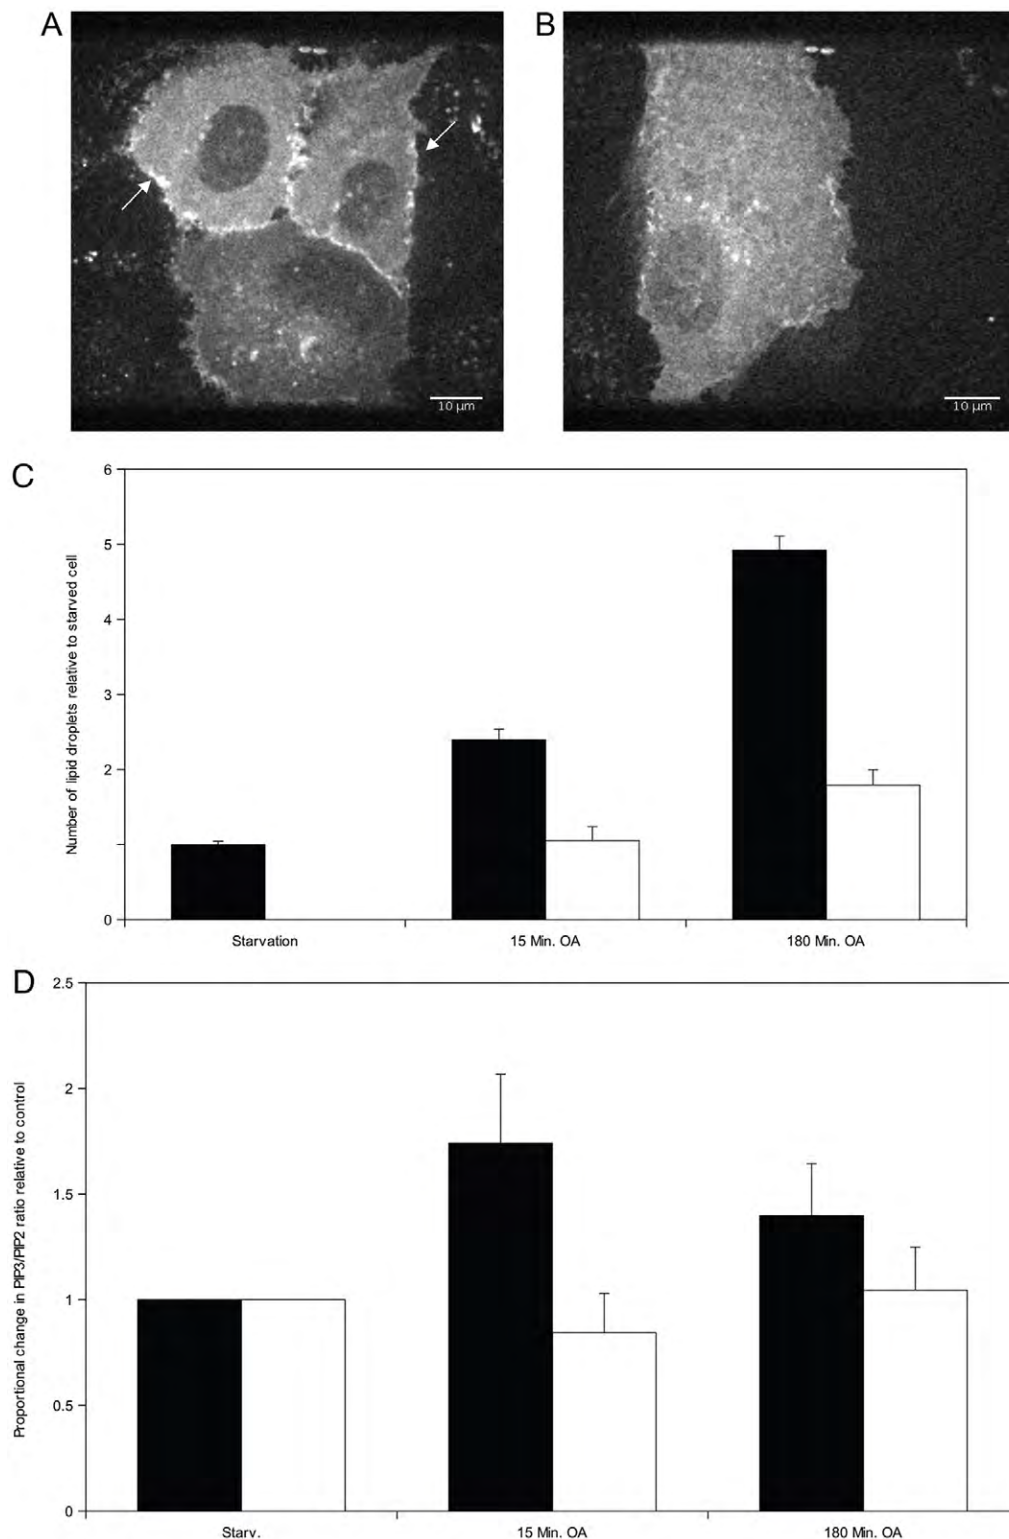 A
B
10 µm
10 µm
C
Number of lipid droplets relative to starved cell
6
5
4
3
2
0
Starvation
15 Min. OA
180 Min. OA
D
Proportional change in PIP3/PIP2 ratio relative to control
2.5
2
1.5
1
0.5
0
Starv.
15 Min. OA
180 Min. OA